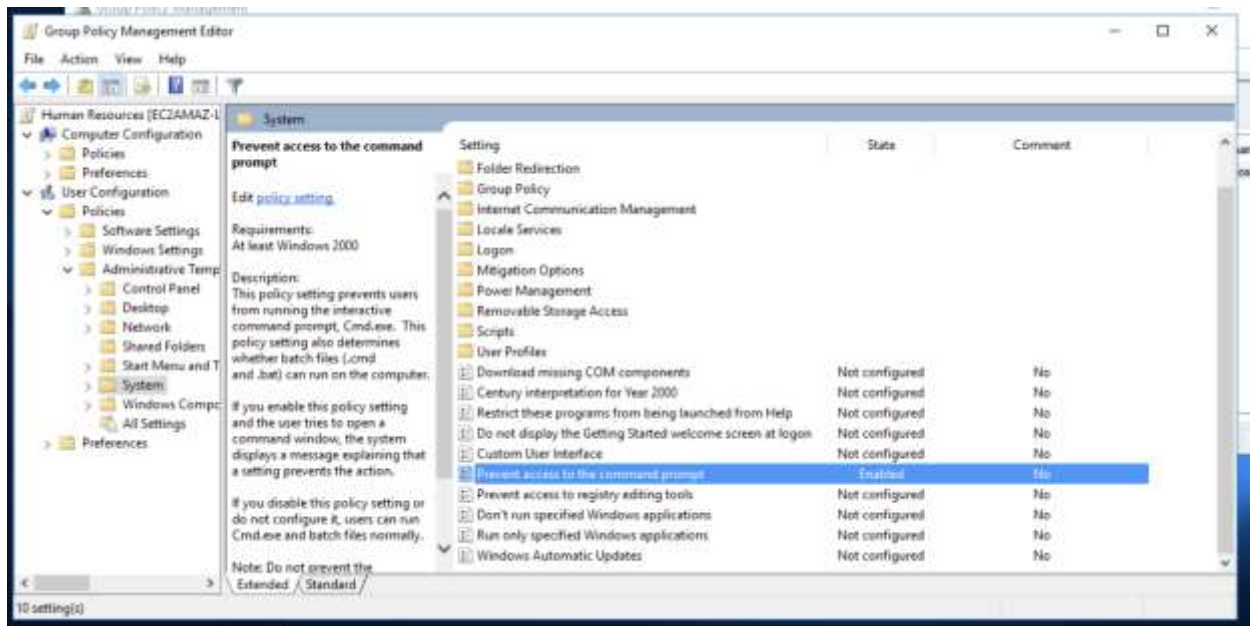 Group Policy Management
Group Policy Management Editor
File Action View Help
Human Resources [EC2AMAZ-L
Computer Configuration
Policies
Preferences
User Configuration
Policies
Software Settings
Windows Settings
Administrative Temp
Control Panel
Desktop
Network
Shared Folders
Start Menu and T
System
Windows Compc
All Settings
Preferences
System
Prevent access to the command
prompt
Edit policy setting
Requirements:
At least Windows 2000
Description:
This policy setting prevents users
from running the interactive
command prompt, Cmd.exe. This
policy setting also determines
whether batch files (.cmd
and .bat) can run on the computer.
If you enable this policy setting
and the user tries to open a
command window, the system
displays a message explaining that
a setting prevents the action.
If you disable this policy setting or
do not configure it, users can run
Cmd.exe and batch files normally.
Note: Do not prevent the
Setting State Comment
Folder Redirection
Group Policy
Internet Communication Management
Locale Services
Logon
Mitigation Options
Power Management
Removable Storage Access
Scripts
User Profiles
Download missing COM components Not configured No
Century interpretation for Year 2000 Not configured No
Restrict these programs from being launched from Help Not configured No
Do not display the Getting Started welcome screen at logon Not configured No
Custom User Interface Not configured No
Prevent access to the command prompt Enabled No
Prevent access to registry editing tools Not configured No
Don't run specified Windows applications Not configured No
Run only specified Windows applications Not configured No
Windows Automatic Updates Not configured No
Extended Standard
10 setting(s)